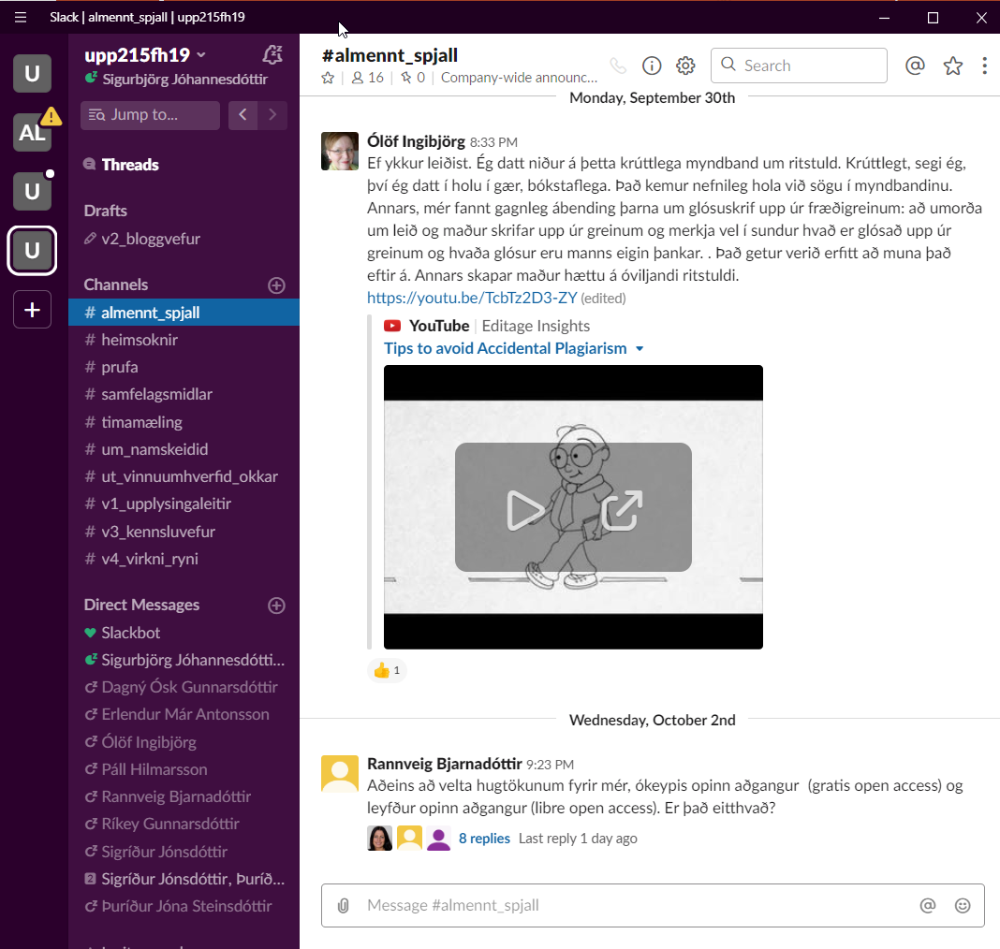 Slack | almennt_spjall | upp215fh19
U
AL
U
U
+
upp215fh19
Sigurbjörg Jóhannesdóttir
Jump to...
Threads
Drafts
v2_bloggvefur
Channels
# almennt_spjall
# heimsoknir
# prufa
# samfelagsmidlar
# timamæling
# um_namskeidid
# ut_vinnuumhverfid_okkar
# v1_upplysingaleitir
# v3_kennsluvefur
# v4_virkni_ryni
Direct Messages
Slackbot
Sigurbjörg Jóhannesdótti...
Dagný Ósk Gunnarsdóttir
Erlendur Már Antonsson
Ólöf Ingibjörg
Páll Hilmarsson
Rannveig Bjarnadóttir
Ríkey Gunnarsdóttir
Sigríður Jónsdóttir
2 Sigríður Jónsdóttir, Þuríð...
Þuríður Jóna Steinsdóttir
#almennt_spjall
16 | 0 | Company-wide announc...
Search
Monday, September 30th
Ólöf Ingibjörg 8:33 PM
Ef ykkur leiðist. Ég datt niður á þetta krúttlega myndband um ritstuld. Krúttlegt, segi ég,
því ég datt í holu í gær, bókstaflega. Það kemur nefnileg hola við sögu í myndbandinu.
Annars, mér fannt gagnleg ábending þarna um glósuskrif upp úr fræðigreinum: að umorða
um leið og maður skrifar upp úr greinum og merkja vel í sundur hvað er glósað upp úr
greinum og hvaða glósur eru manns eigin þankar. . Það getur verið erfitt að muna það
eftir á. Annars skapar maður hættu á óviljandi ritstuldi.
https://youtu.be/TcbTz2D3-ZY (edited)
YouTube | Editage Insights
Tips to avoid Accidental Plagiarism
1
Wednesday, October 2nd
Rannveig Bjarnadóttir 9:23 PM
Aðeins að velta hugtökunum fyrir mér, ókeypis opinn aðgangur (gratis open access) og
leyfður opinn aðgangur (libre open access). Er það eitthvað?
8 replies Last reply 1 day ago
Message #almennt_spjall